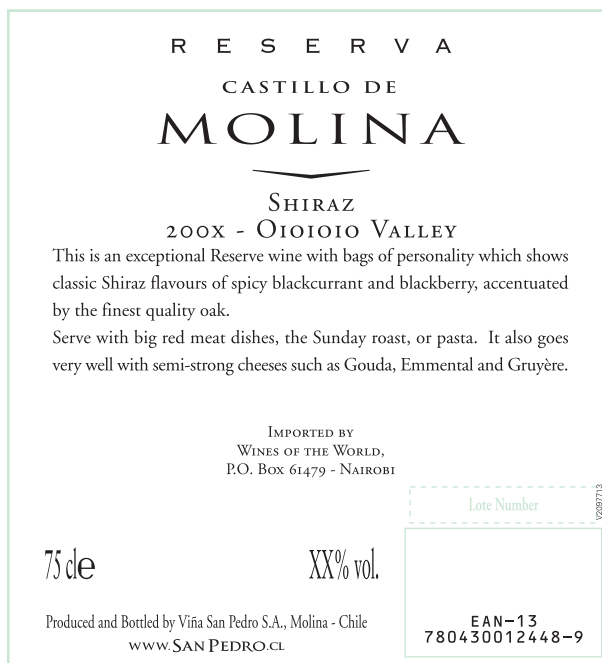 RESERVA
CASTILLO DE
MOLINA
SHIRAZ
200X - OIOIOIO VALLEY
This is an exceptional Reserve wine with bags of personality which shows
classic Shiraz flavours of spicy blackcurrant and blackberry, accentuated
by the finest quality oak.
Serve with big red meat dishes, the Sunday roast, or pasta. It also goes
very well with semi-strong cheeses such as Gouda, Emmental and Gruyère.
IMPORTED BY
WINES OF THE WORLD,
P.O. BOX 61479 - NAIROBI
Lote Number
V2097713
75 cl e
XX% vol.
Produced and Bottled by Viña San Pedro S.A., Molina - Chile
WWW.SANPEDRO.CL
EAN-13
780430012448-9